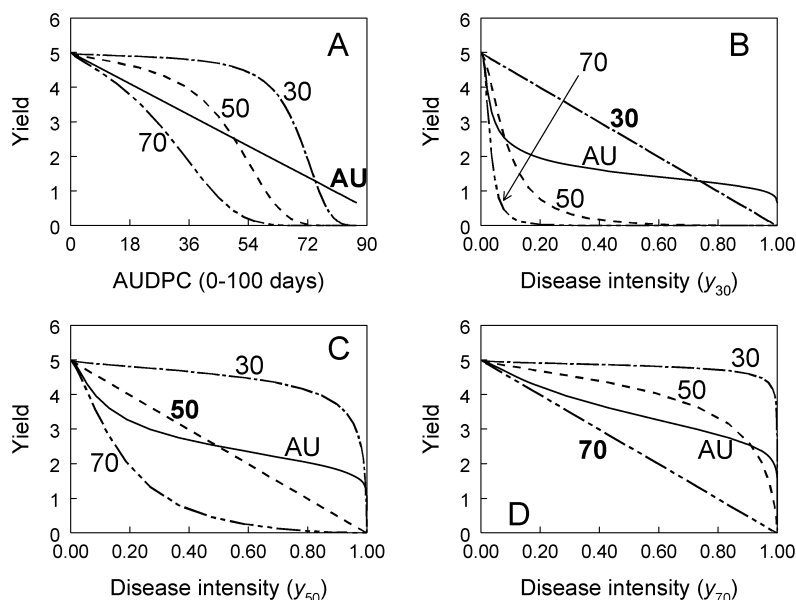 A
Yield
6
5
4
3
2
1
0
30
50
70
AU
0 18 36 54 72 90
AUDPC (0-100 days)
B
Yield
6
5
4
3
2
1
0
70
30
AU
50
0.00 0.20 0.40 0.60 0.80 1.00
Disease intensity (y30)
C
Yield
6
5
4
3
2
1
0
30
50
AU
70
0.00 0.20 0.40 0.60 0.80 1.00
Disease intensity (y50)
D
Yield
6
5
4
3
2
1
0
30
50
AU
70
0.00 0.20 0.40 0.60 0.80 1.00
Disease intensity (y70)